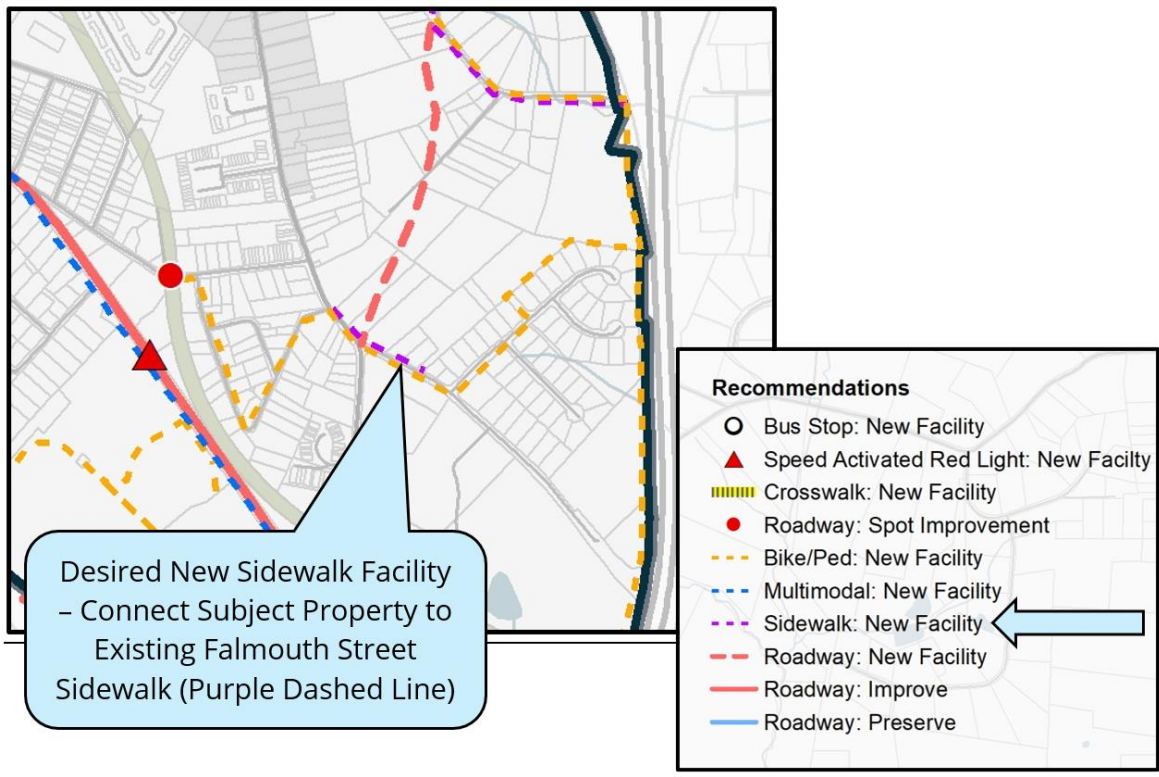 Desired New Sidewalk Facility
– Connect Subject Property to
Existing Falmouth Street
Sidewalk (Purple Dashed Line)
Recommendations
Bus Stop: New Facility
Speed Activated Red Light: New Facilty
Crosswalk: New Facility
Roadway: Spot Improvement
Bike/Ped: New Facility
Multimodal: New Facility
Sidewalk: New Facility
Roadway: New Facility
Roadway: Improve
Roadway: Preserve